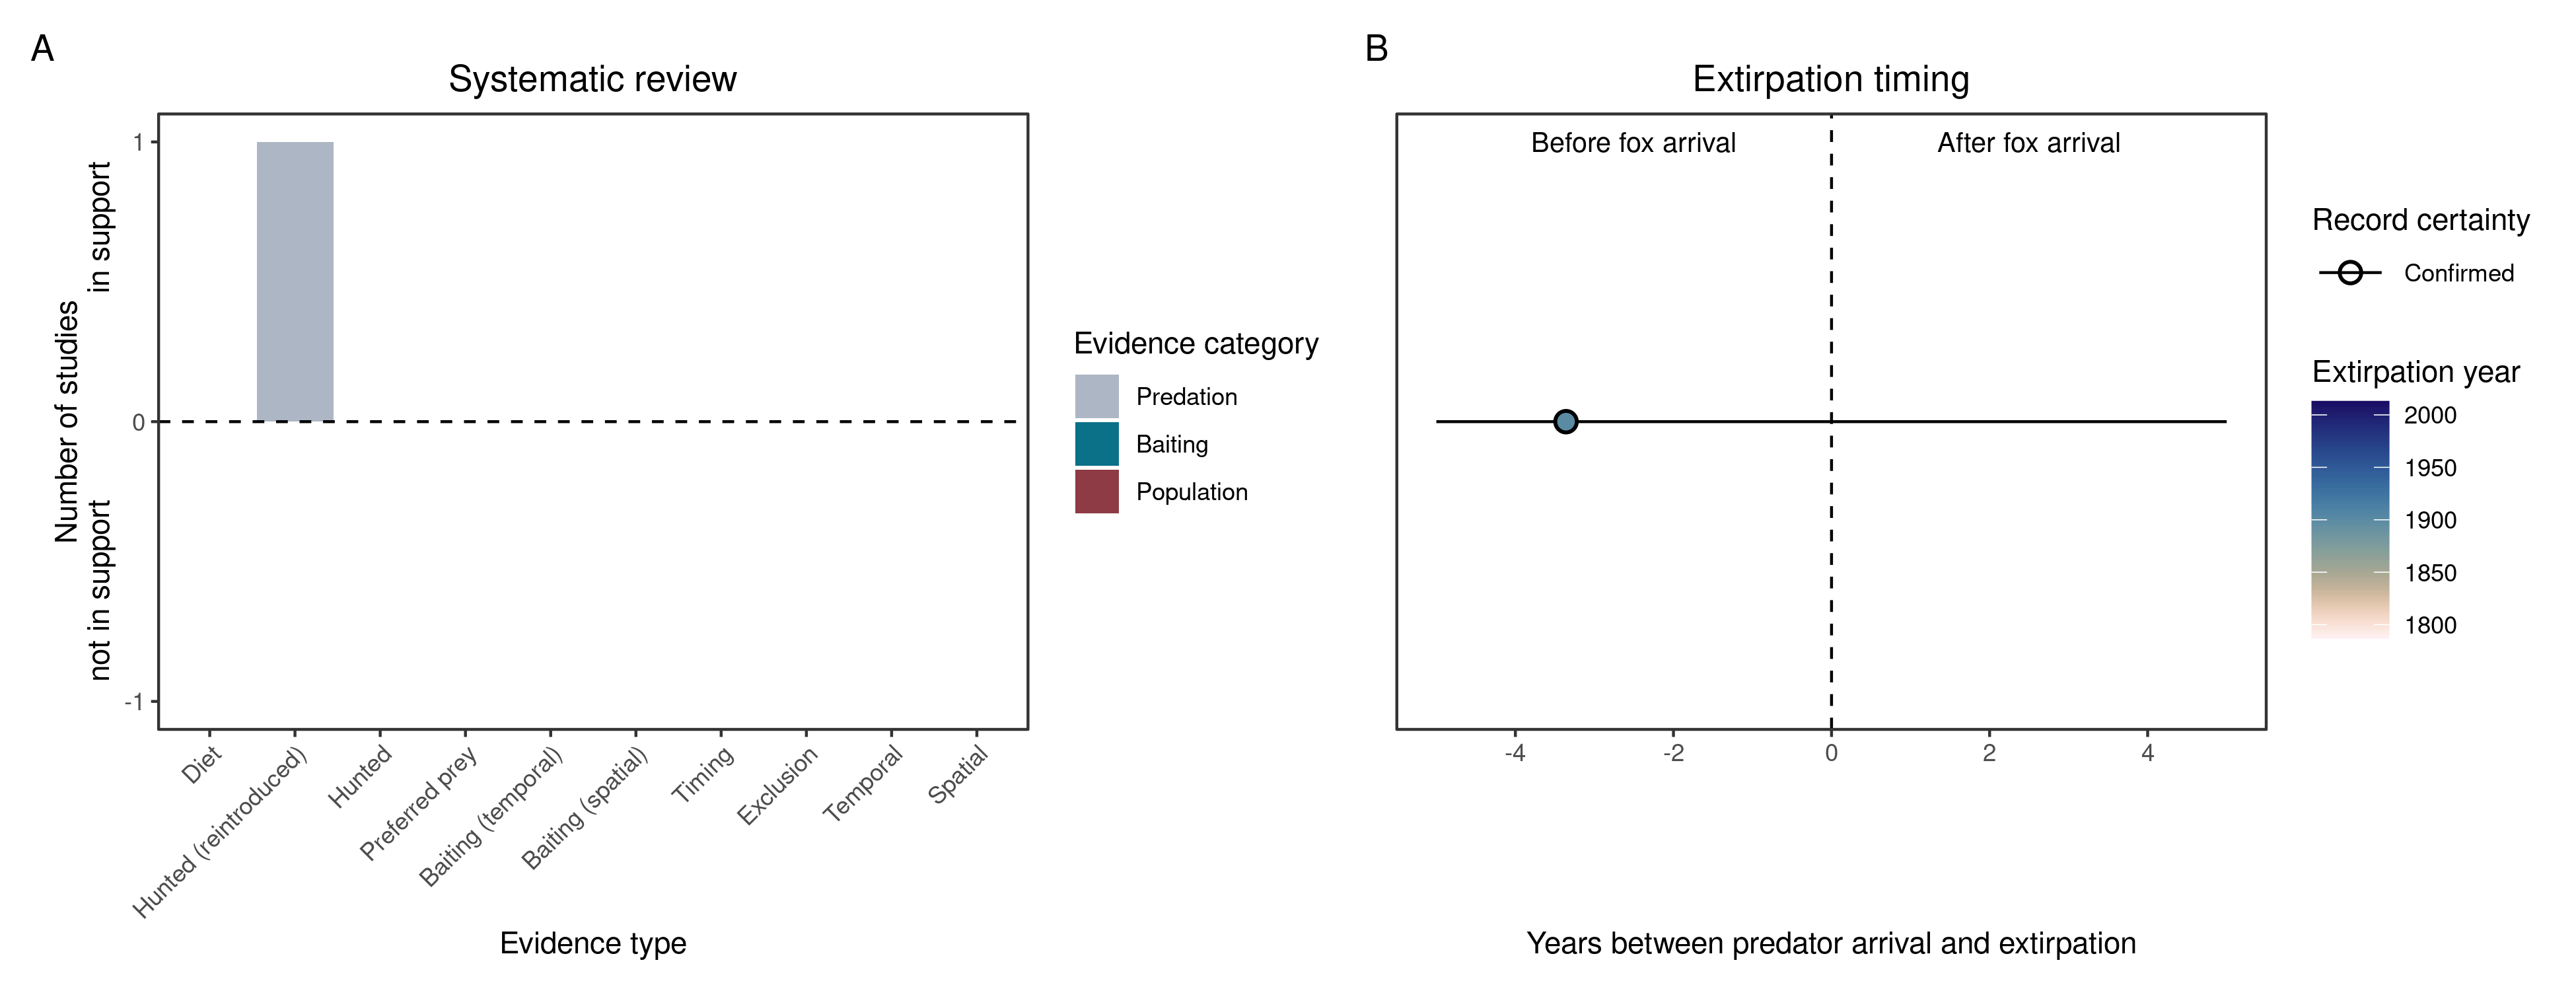 A
Systematic review
Number of studies
in support
not in support
1
0
-1
Diet
Hunted (reintroduced)
Hunted
Preferred prey
Baiting (temporal)
Baiting (spatial)
Timing
Exclusion
Temporal
Spatial
Evidence type
Evidence category
Predation
Baiting
Population
B
Extirpation timing
Before fox arrival
After fox arrival
-4
-2
0
2
4
Years between predator arrival and extirpation
Record certainty
Confirmed
Extirpation year
2000
1950
1900
1850
1800